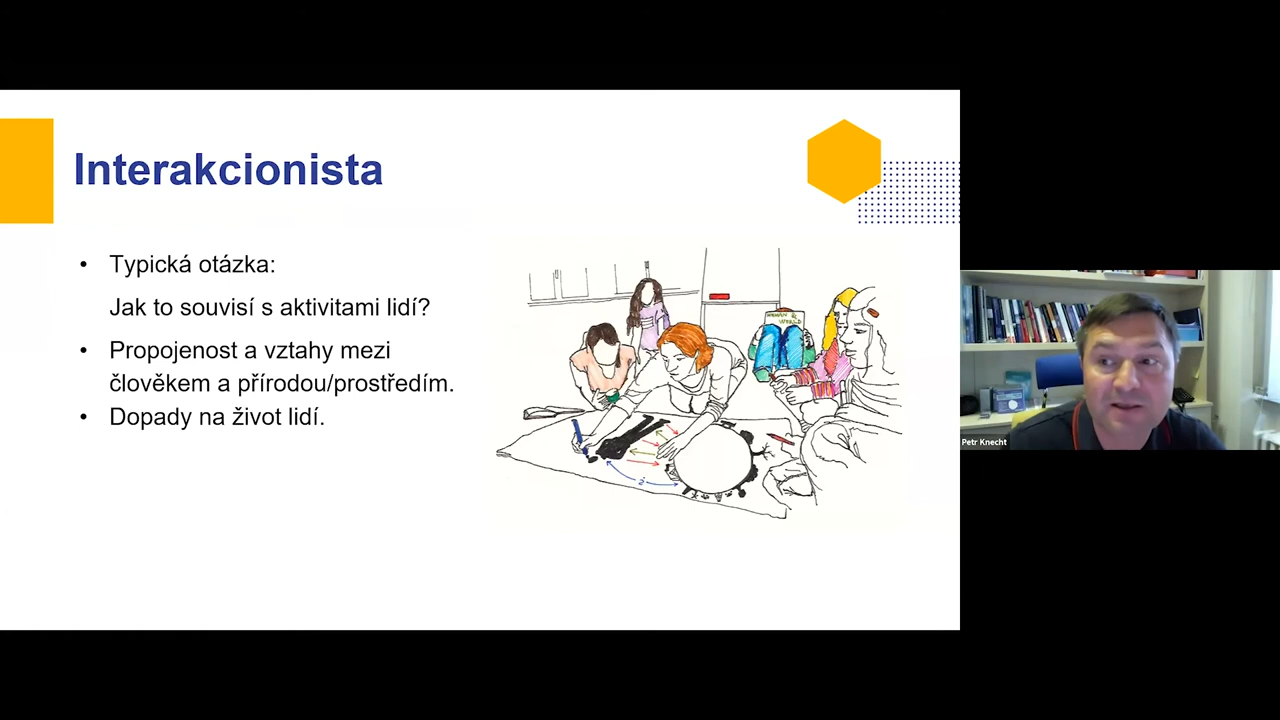 Interakcionista
• Typická otázka:
Jak to souvisí s aktivitami lidí?
• Propojenost a vztahy mezi
člověkem a přírodou/prostředím.
• Dopady na život lidí.
WORLD
Petr Knecht